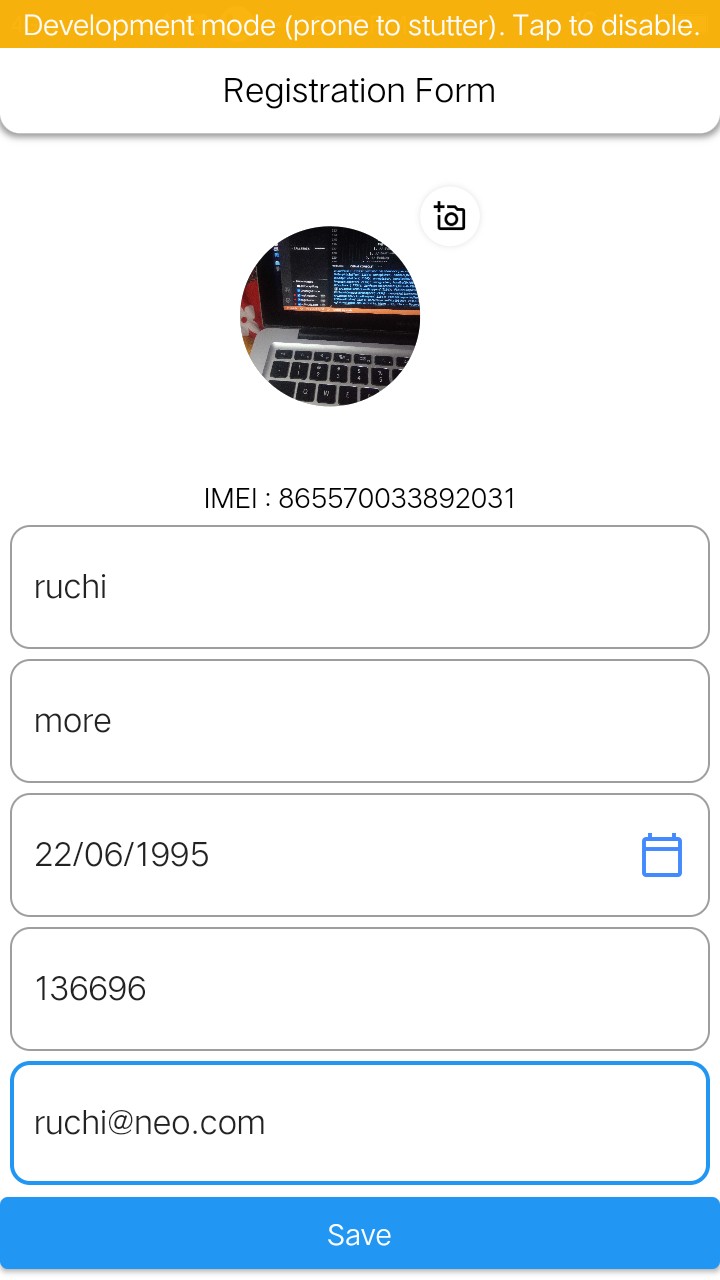 Development mode (prone to stutter). Tap to disable.
Registration Form
IMEI : 865570033892031
ruchi
more
22/06/1995
136696
ruchi@neo.com
Save